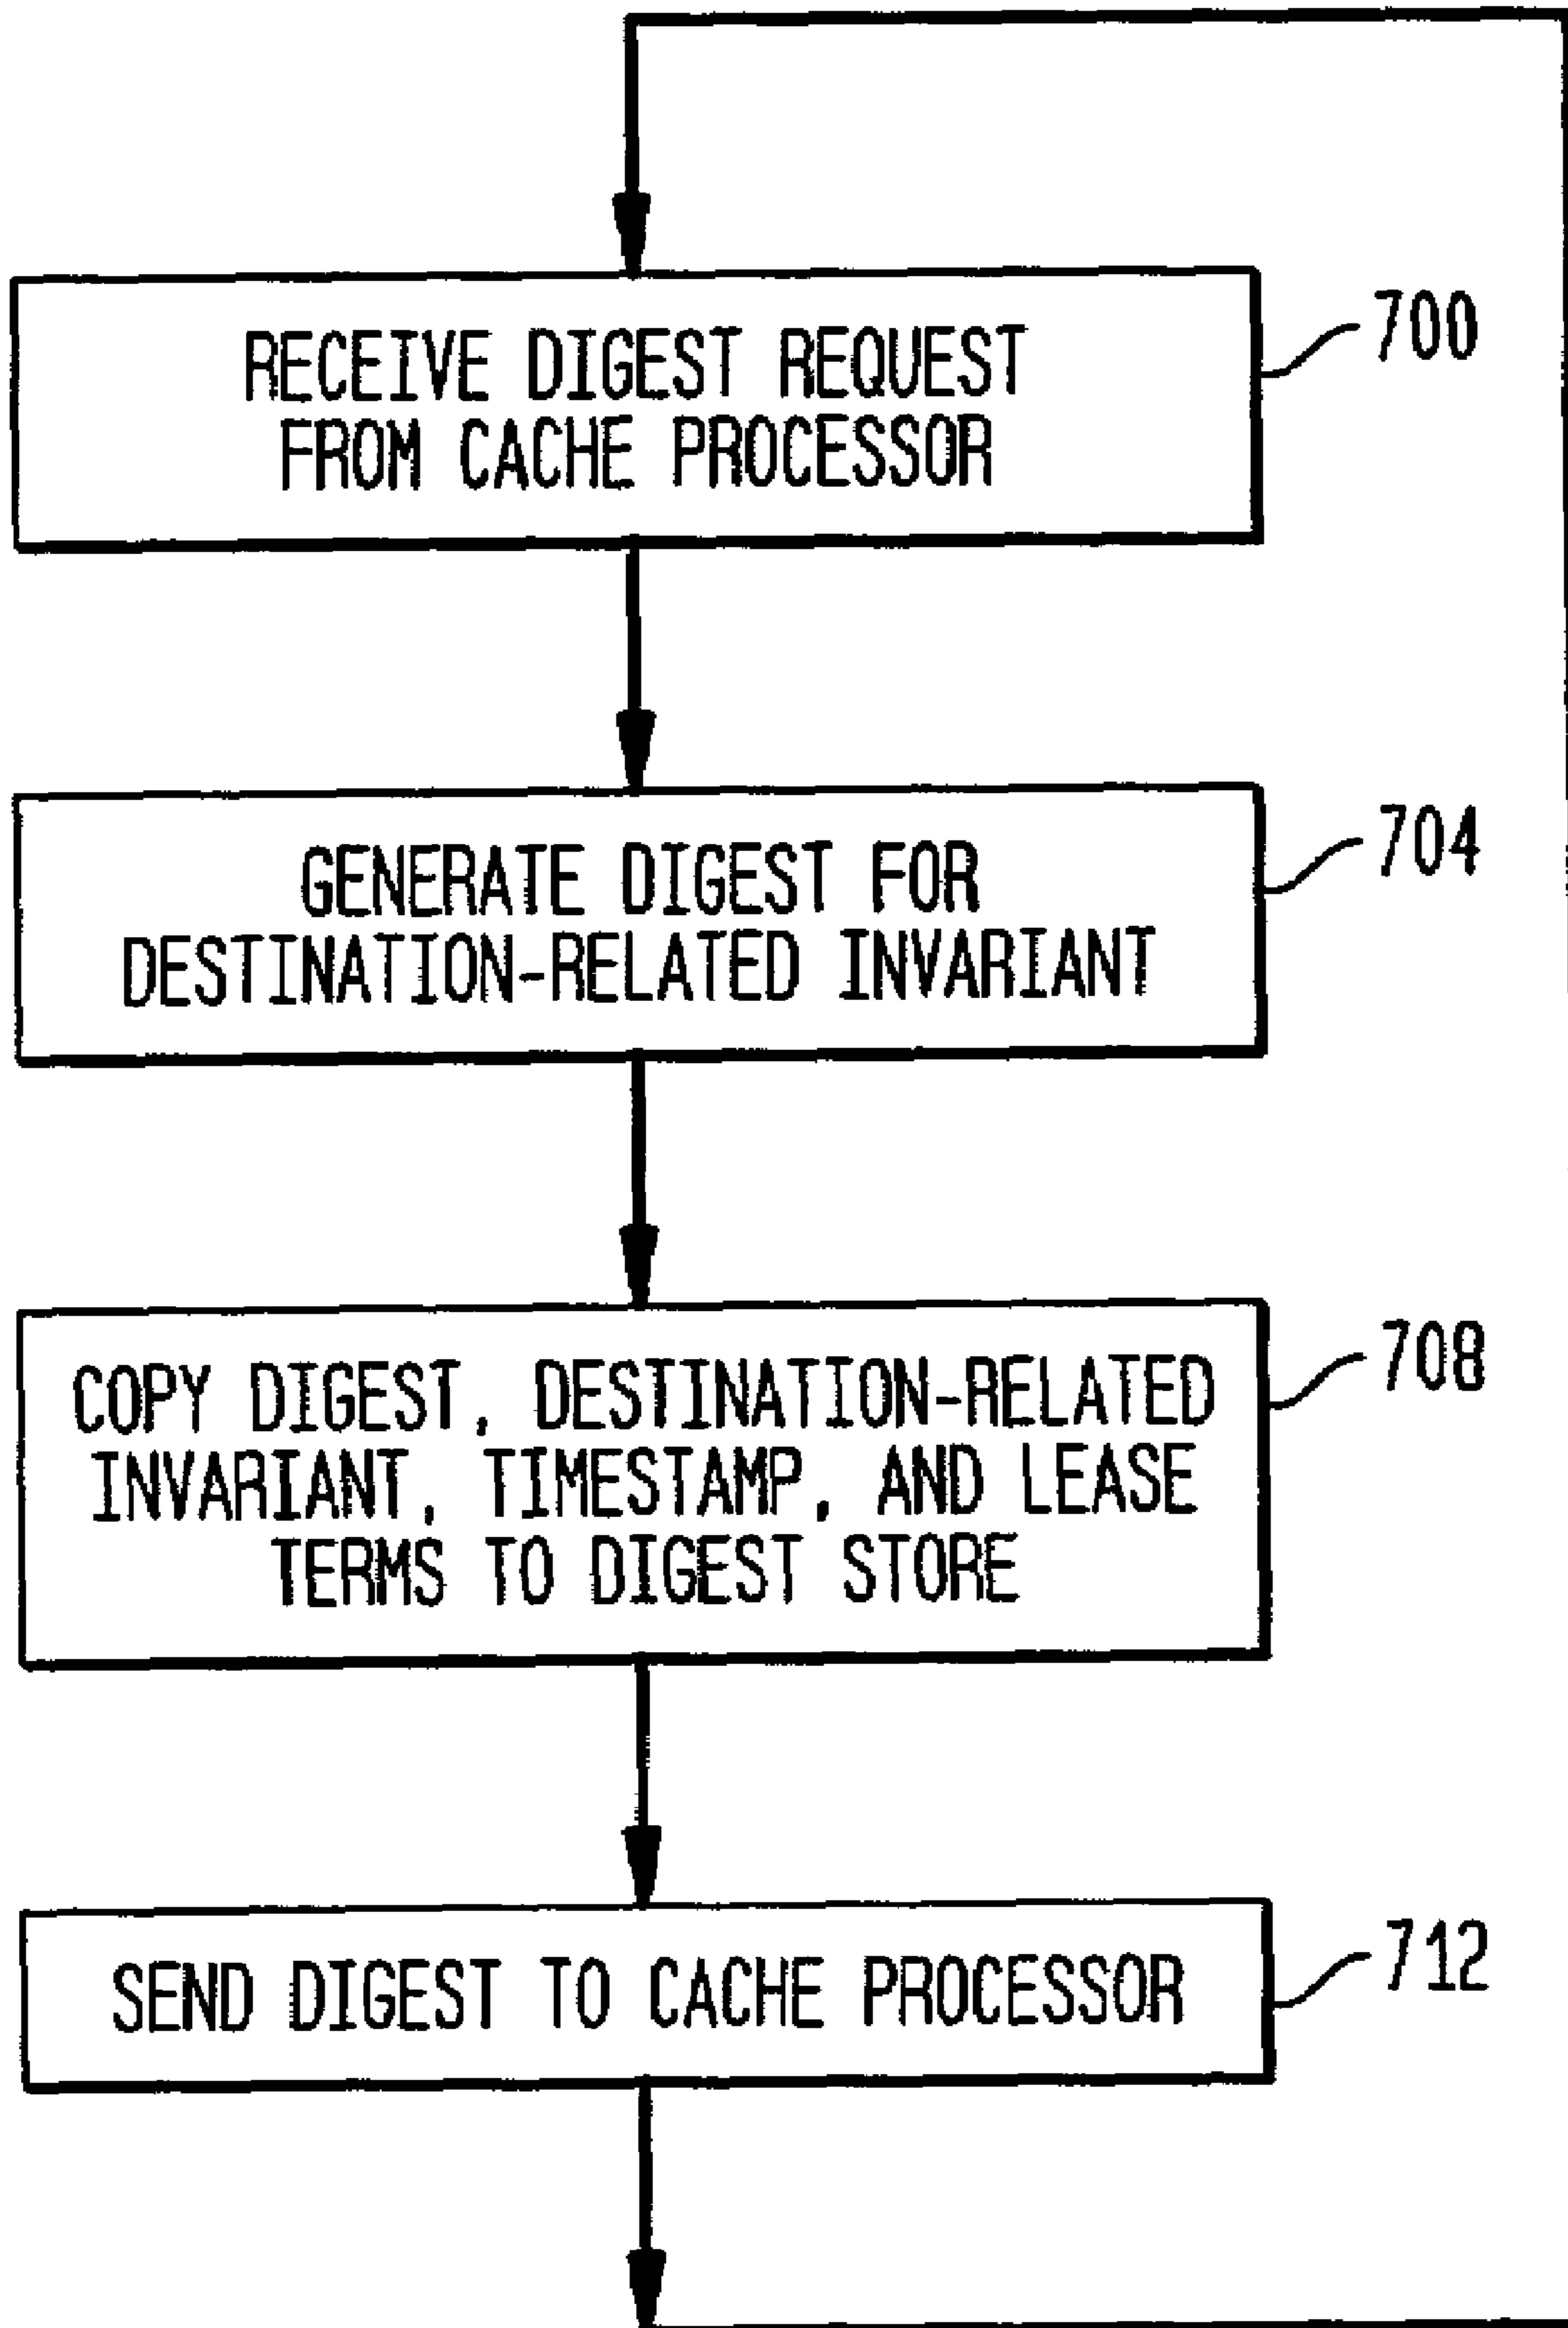 RECEIVE DIGEST REQUEST
FROM CACHE PROCESSOR
700
GENERATE DIGEST FOR
DESTINATION-RELATED INVARIANT
704
COPY DIGEST, DESTINATION-RELATED
INVARIANT, TIMESTAMP, AND LEASE
TERMS TO DIGEST STORE
708
SEND DIGEST TO CACHE PROCESSOR
712